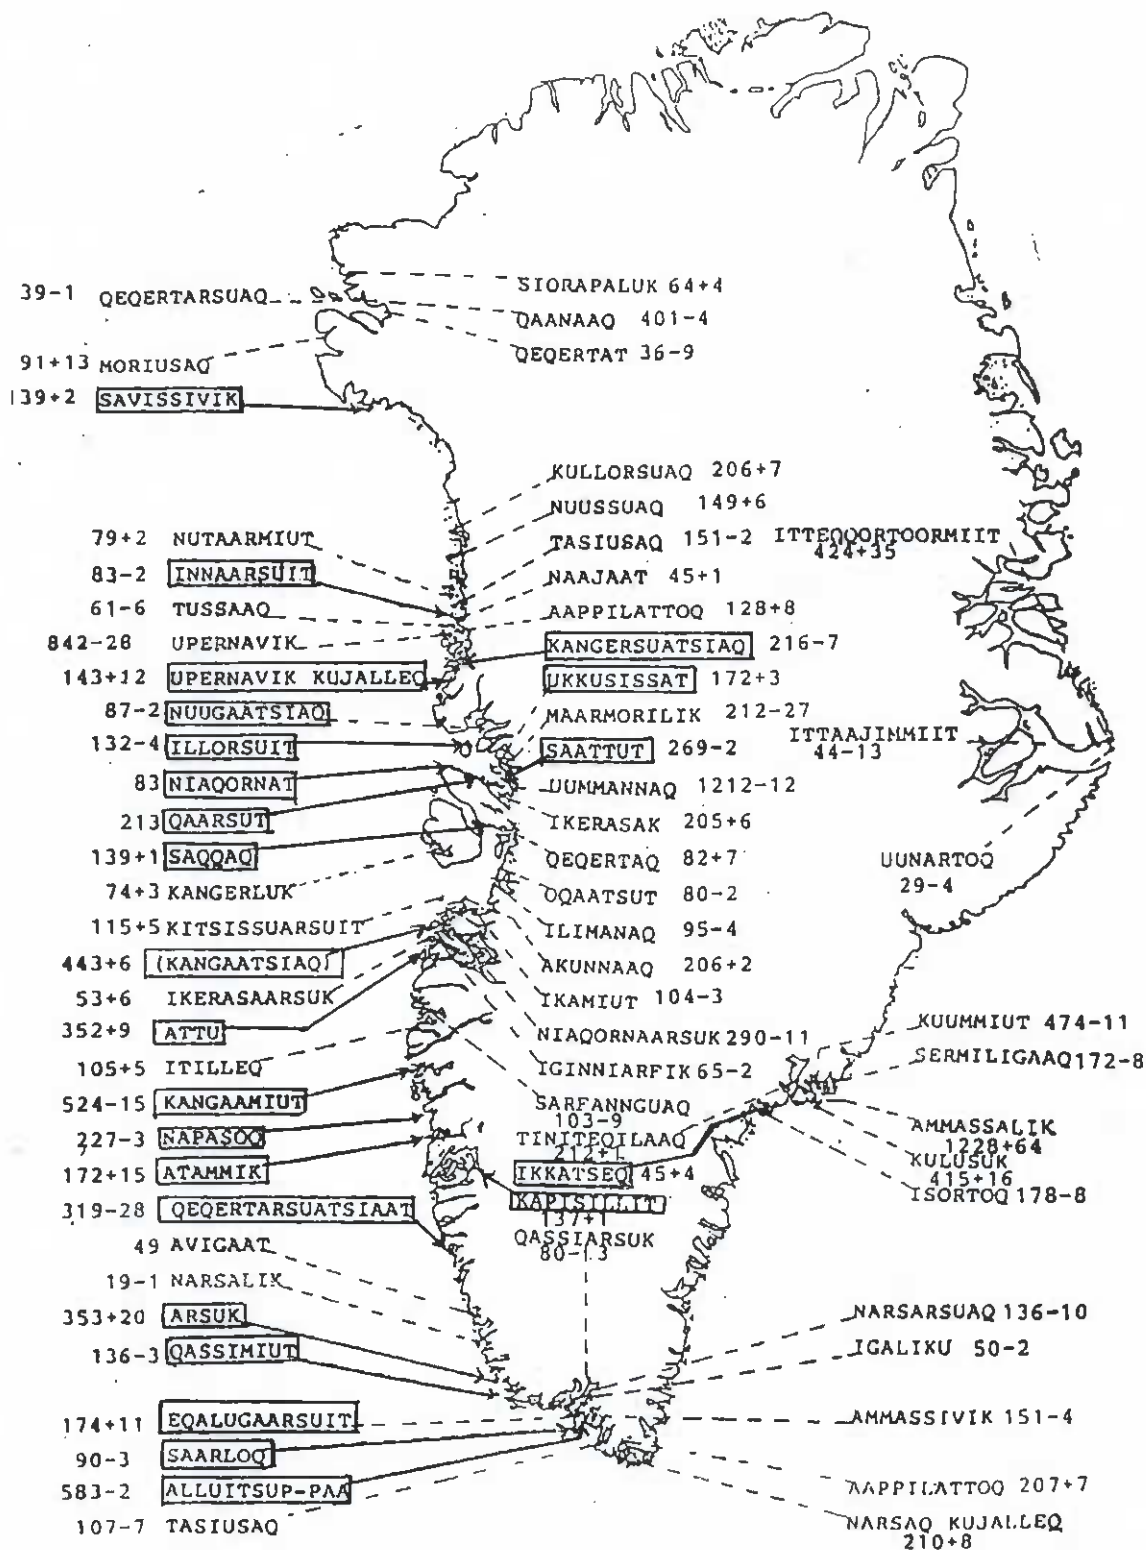 39-1 QEQERTARSUAQ
SIORAPALUK 64+4
QAANAAQ 401-4
QEQERTAT 36-9
91+13 MORIUSAQ
139+2 SAVISSIVIK
KULLORSUAQ 206+7
NUUSSUAQ 149+6
79+2 NUTAARMIUT
TASIUSAQ 151-2
ITTEQQORTOORMIIT
424+35
83-2 INNAARSUIT
NAAJAAT 45+1
61-6 TUSSAAQ
AAPPILATTOQ 128+8
842-28 UPERNAVIK
KANGERSUATSIAQ 216-7
143+12 UPERNAVIK KUJALLEQ
UKKUSISSAT 172+3
87-2 NUUGAATSIAQ
MAARMORILIK 212-27
132-4 ILLORSUIT
SAATTUT 269-2
ITTAAJIMMIIT
44-13
83 NIAQORNAT
UUMMANNAQ 1212-12
213 QAARSUT
IKERASAK 205+6
139+1 SAQQAQ
QEQERTAQ 82+7
UUNARTOQ
29-4
74+3 KANGERLUK
OQAATSUT 80-2
115+5 KITSISSUARSUIT
ILIMANAQ 95-4
443+6 (KANGAATSIAQ)
AKUNNAAQ 206+2
53+6 IKERASAARSUK
IKAMIUT 104-3
352+9 ATTU
NIAQORNAARSUK 290-11
KUUMMIUT 474-11
105+5 ITILLEQ
IGINNIARFIK 65-2
SERMILIGAAQ 172-8
524-15 KANGAAMIUT
SARFANNGUAQ
103-9
227-3 NAPASOQ
TINITEQILAAQ
212+1
AMMASSALIK
1228+64
172+15 ATAMMIK
IKKATSEQ 45+4
KULUSUK
415+16
319-28 QEQERTARSUATSIAAT
KAPISILLIT
137+1
ISORTOQ 178-8
49 AVIGAAT
QASSIARSUK
80-13
19-1 NARSALIK
353+20 ARSUK
NARSARSUAQ 136-10
136-3 QASSIMIUT
IGALIKU 50-2
174+11 EQALUGAARSUIT
AMMASSIVIK 151-4
90-3 SAARLOQ
583-2 ALLUITSUP-PAA
AAPPILATTOQ 207+7
107-7 TASIUSAQ
NARSAQ KUJALLEQ
210+8